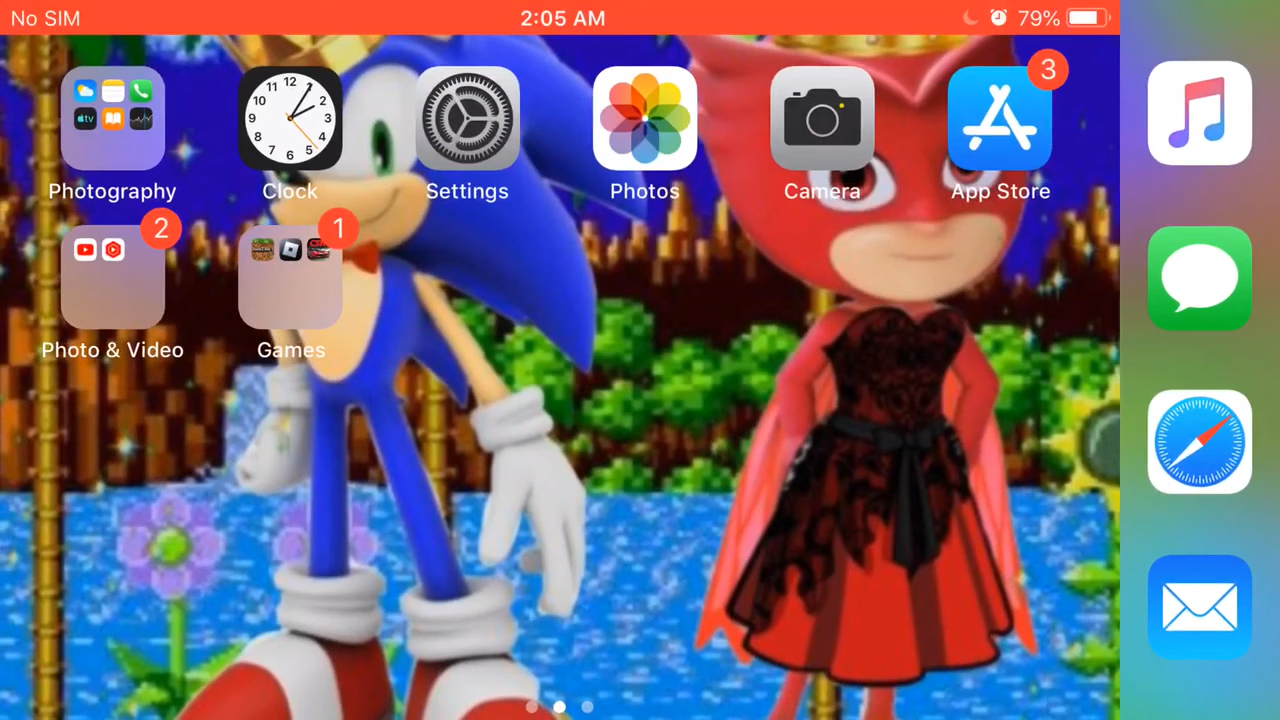 No SIM 2:05 AM 79%
3
Photography Clock Settings Photos Camera App Store
2 1
Photo & Video Games